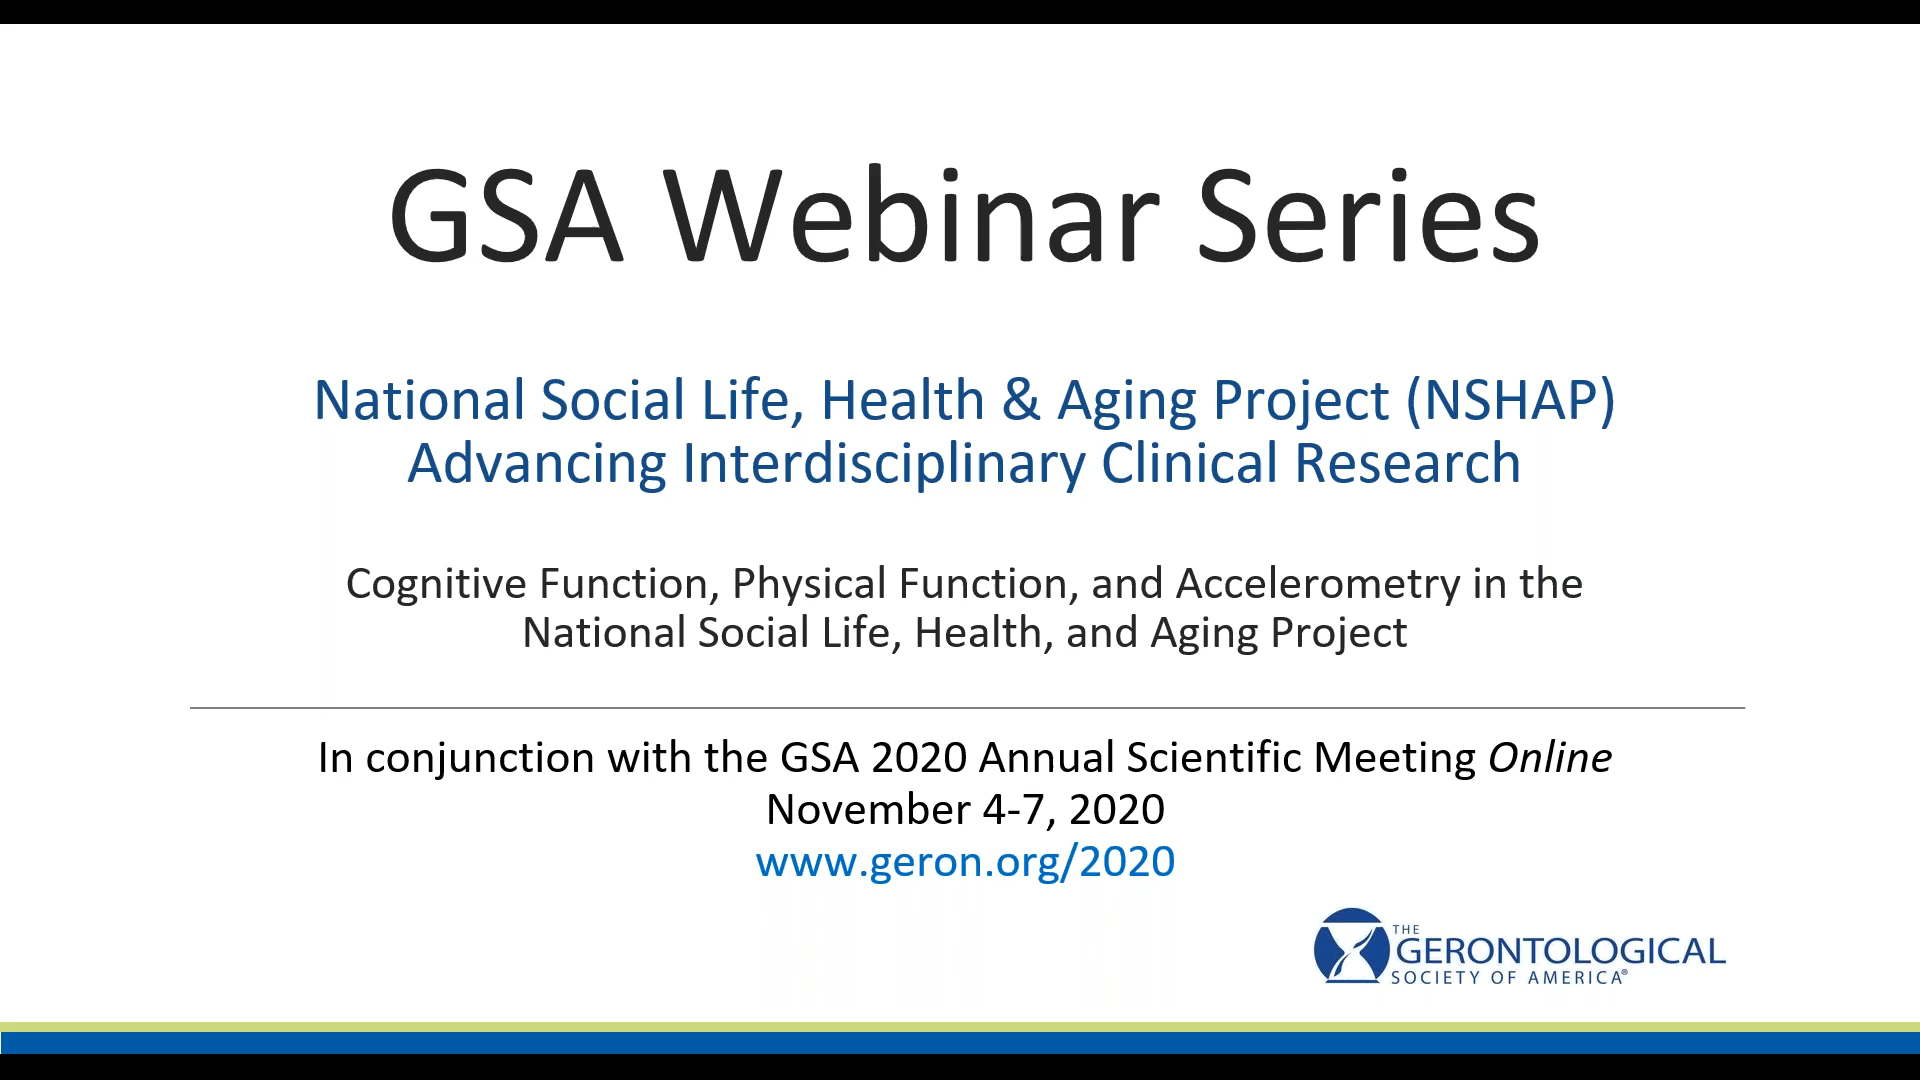 GSA Webinar Series
National Social Life, Health & Aging Project (NSHAP)
Advancing Interdisciplinary Clinical Research
Cognitive Function, Physical Function, and Accelerometry in the
National Social Life, Health, and Aging Project
In conjunction with the GSA 2020 Annual Scientific Meeting Online
November 4-7, 2020
www.geron.org/2020
THE
GERONTOLOGICAL
SOCIETY OF AMERICA®